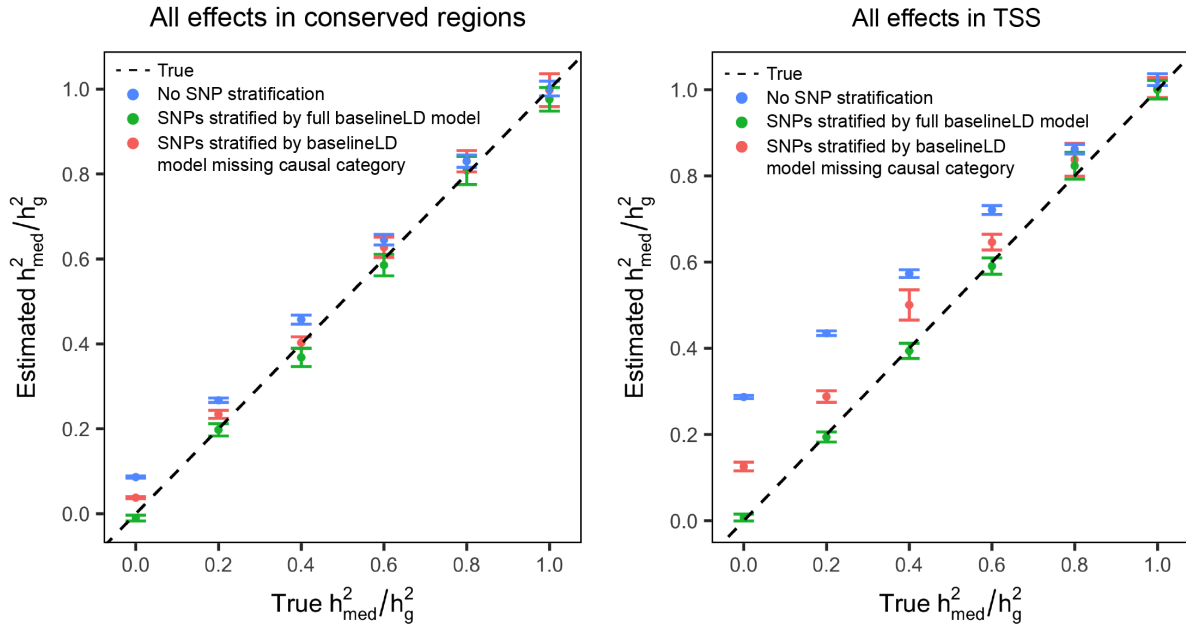 All effects in conserved regions
True
No SNP stratification
SNPs stratified by full baselineLD model
SNPs stratified by baselineLD
model missing causal category
Estimated h²med/h²g
1.0
0.8
0.6
0.4
0.2
0.0
0.0 0.2 0.4 0.6 0.8 1.0
True h²med/h²g
All effects in TSS
True
No SNP stratification
SNPs stratified by full baselineLD model
SNPs stratified by baselineLD
model missing causal category
Estimated h²med/h²g
1.0
0.8
0.6
0.4
0.2
0.0
0.0 0.2 0.4 0.6 0.8 1.0
True h²med/h²g